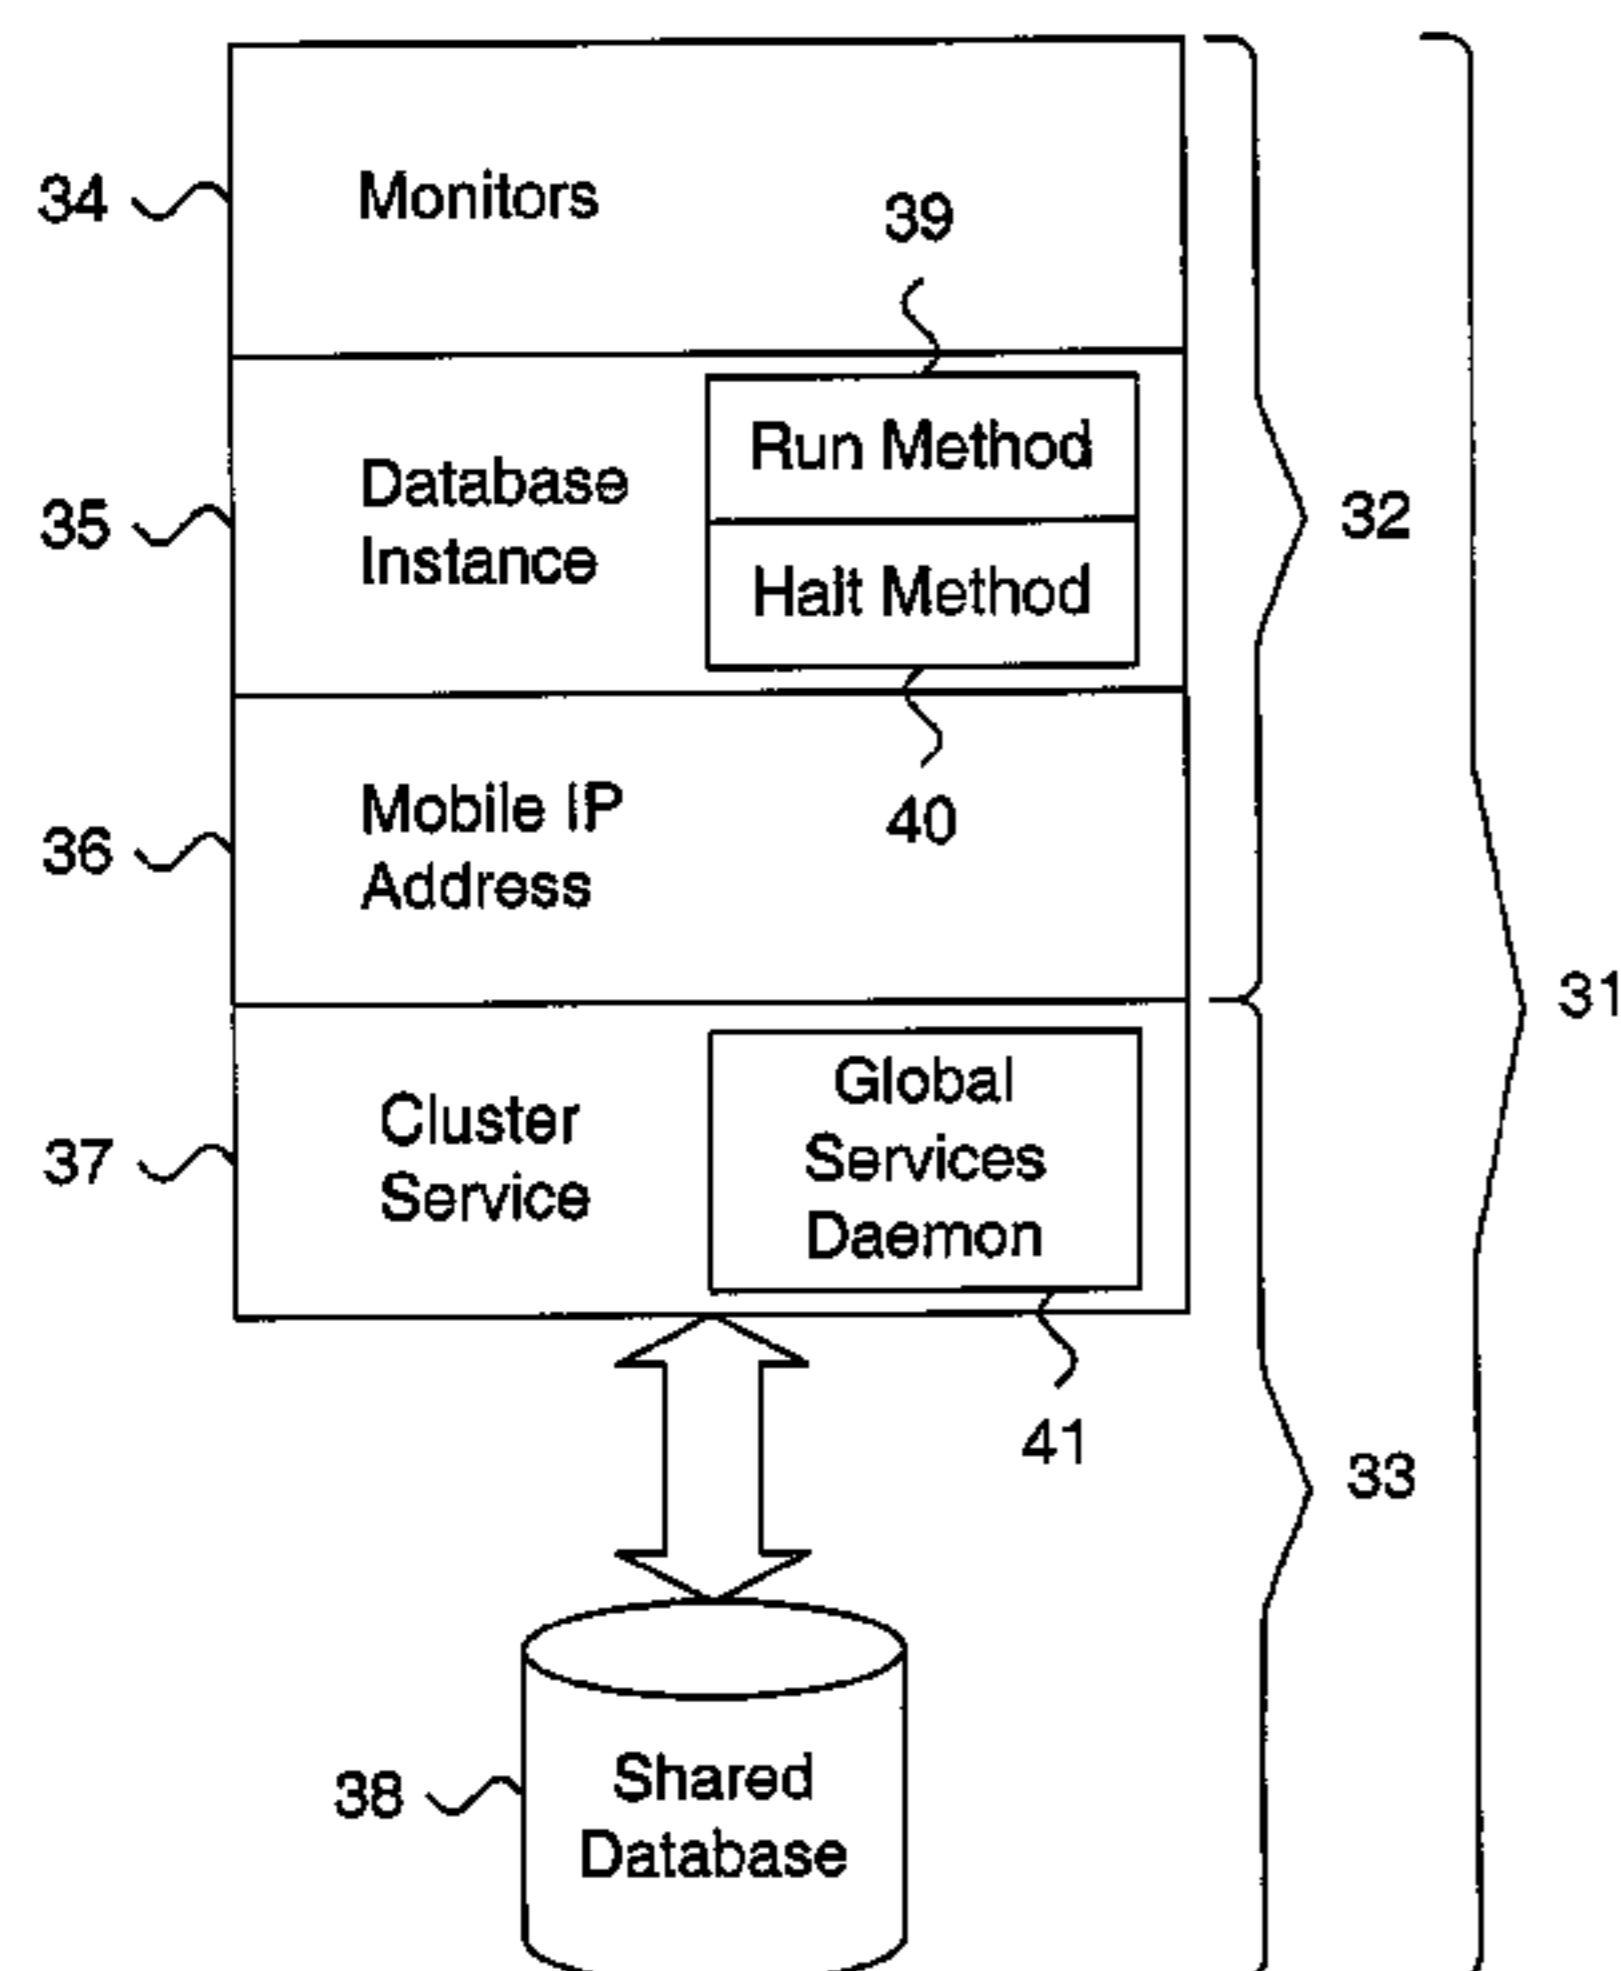 34
Monitors
39
Run Method
35
Database
Instance
Halt Method
32
36
Mobile IP
Address
40
31
37
Cluster
Service
Global
Services
Daemon
41
33
38
Shared
Database